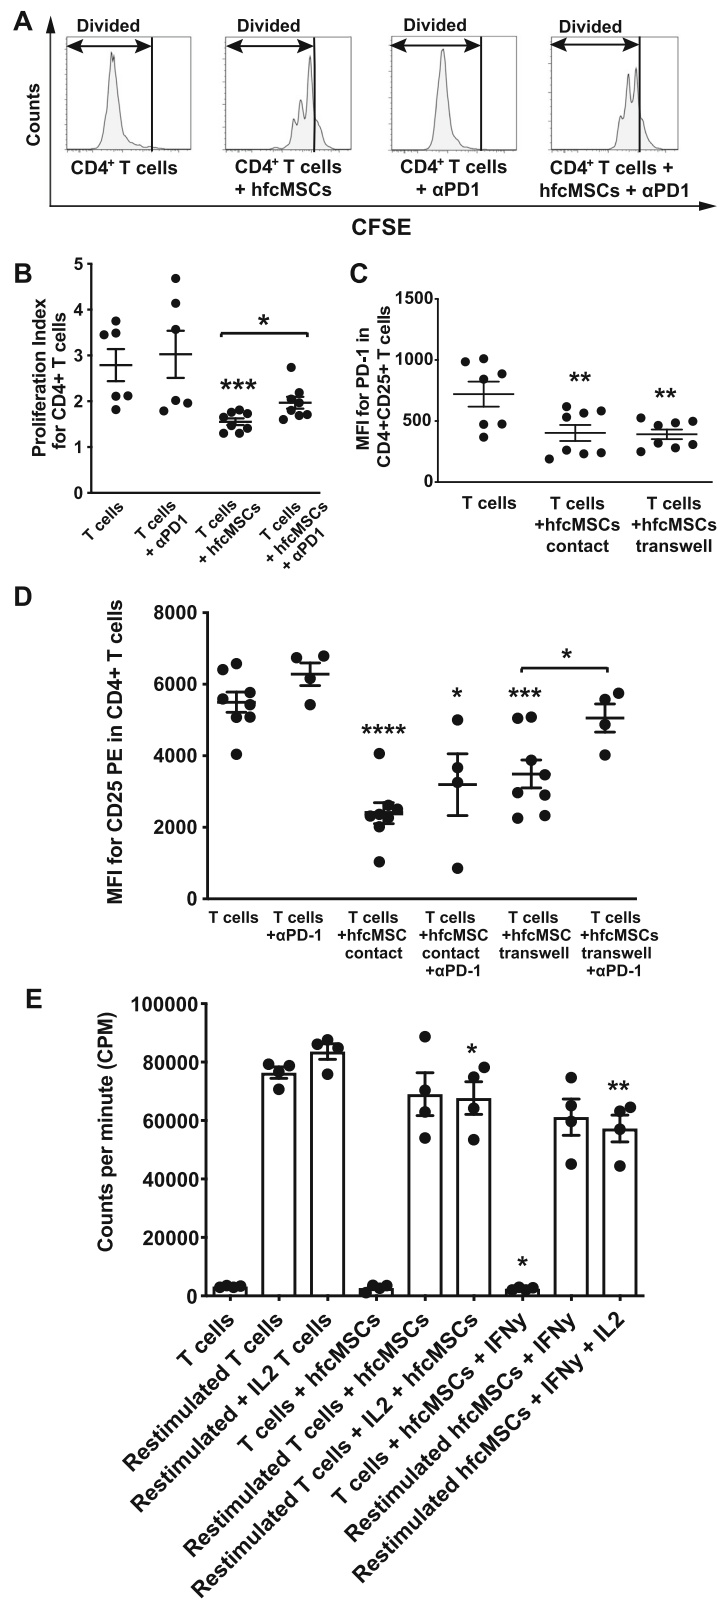 A
Divided
Divided
Divided
Divided
Counts
CD4+ T cells
CD4+ T cells
+ hfcMSCs
CD4+ T cells
+ αPD1
CD4+ T cells +
hfcMSCs + αPD1
CFSE
B
Proliferation Index
for CD4+ T cells
5
4
3
2
1
0
***
*
T cells
T cells
+ αPD1
T cells
+ hfcMSCs
T cells
+ hfcMSCs
+ αPD1
C
MFI for PD-1 in
CD4+CD25+ T cells
1500
1000
500
0
**
**
T cells
T cells
+hfcMSCs
contact
T cells
+hfcMSCs
transwell
D
MFI for CD25 PE in CD4+ T cells
8000
6000
4000
2000
0
****
*
***
*
T cells
T cells
+αPD-1
T cells
+hfcMSC
contact
T cells
+hfcMSC
contact
+αPD-1
T cells
+hfcMSC
transwell
T cells
+hfcMSCs
transwell
+αPD-1
E
Counts per minute (CPM)
100000
80000
60000
40000
20000
0
*
*
**
T cells
Restimulated T cells
Restimulated + IL2 T cells
T cells + hfcMSCs
Restimulated T cells + hfcMSCs
Restimulated T cells + IL2 + hfcMSCs
T cells + hfcMSCs + IFNy
Restimulated hfcMSCs + IFNy
Restimulated hfcMSCs + IFNy + IL2